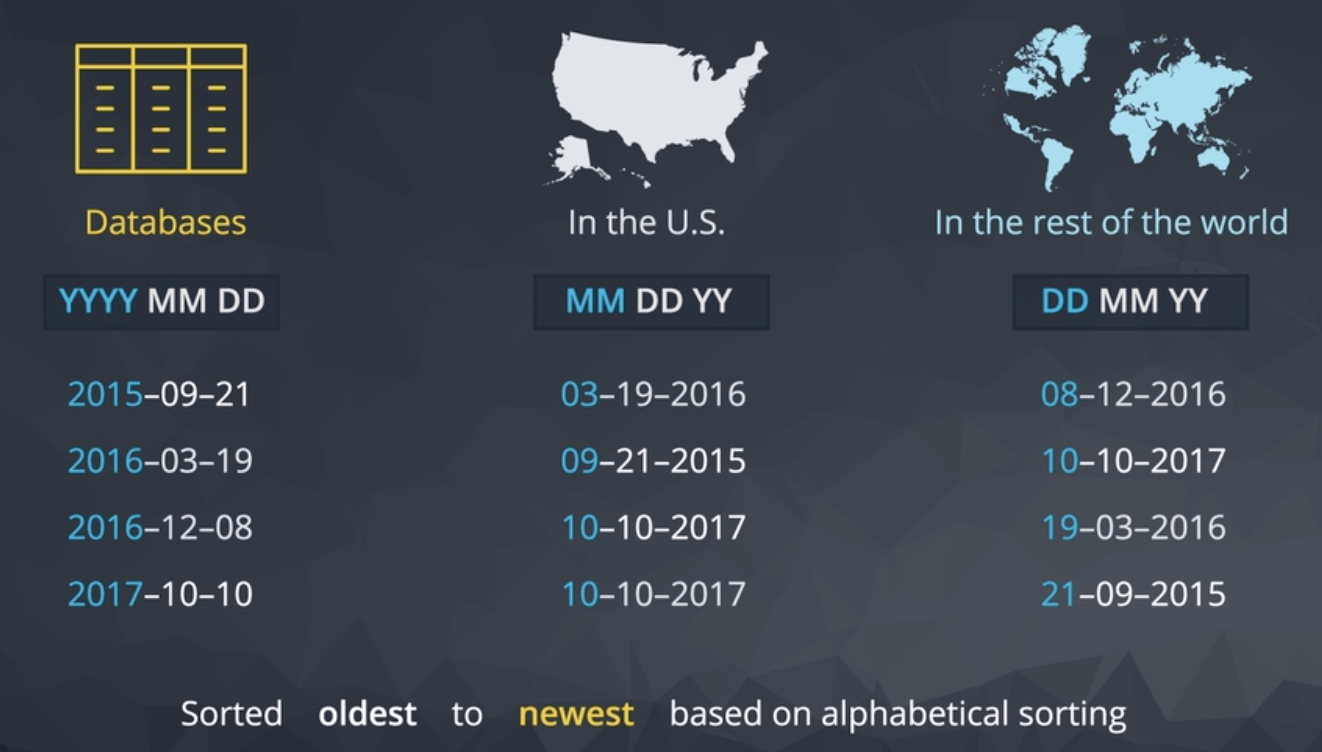 Databases
In the U.S.
In the rest of the world
YYYY MM DD
MM DD YY
DD MM YY
2015–09–21
03–19–2016
08–12–2016
2016–03–19
09–21–2015
10–10–2017
2016–12–08
10–10–2017
19–03–2016
2017–10–10
10–10–2017
21–09–2015
Sorted oldest to newest based on alphabetical sorting